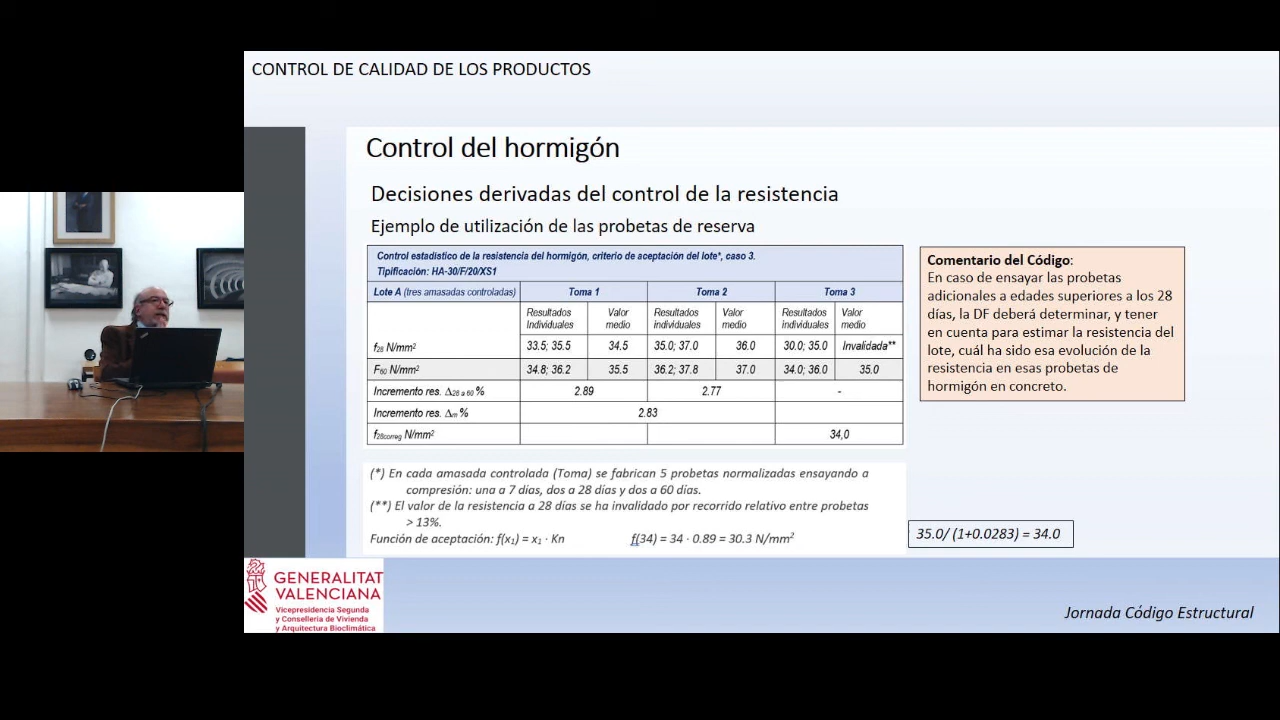 CONTROL DE CALIDAD DE LOS PRODUCTOS
Control del hormigón
Decisiones derivadas del control de la resistencia
Ejemplo de utilización de las probetas de reserva
Control estadístico de la resistencia del hormigón, criterio de aceptación del lote*, caso 3.
Tipificación: HA-30/F/20/XS1
Lote A (tres amasadas controladas) Toma 1 Toma 2 Toma 3
Resultados Individuales Valor medio Resultados individuales Valor medio Resultados individuales Valor medio
f28 N/mm² 33.5; 35.5 34.5 35.0; 37.0 36.0 30.0; 35.0 Invalidada**
F60 N/mm² 34.8; 36.2 35.5 36.2; 37.8 37.0 34.0; 36.0 35.0
Incremento res. Δ28 a 60 % 2.89 2.77 -
Incremento res. Δm % 2.83
f28correg N/mm² 34,0
(*) En cada amasada controlada (Toma) se fabrican 5 probetas normalizadas ensayando a
compresión: una a 7 días, dos a 28 días y dos a 60 días.
(**) El valor de la resistencia a 28 días se ha invalidado por recorrido relativo entre probetas
> 13%.
Función de aceptación: f(x₁) = x₁ · Kn f(34) = 34 · 0.89 = 30.3 N/mm²
Comentario del Código:
En caso de ensayar las probetas
adicionales a edades superiores a los 28
días, la DF deberá determinar, y tener
en cuenta para estimar la resistencia del
lote, cuál ha sido esa evolución de la
resistencia en esas probetas de
hormigón en concreto.
35.0/ (1+0.0283) = 34.0
GENERALITAT
VALENCIANA
Vicepresidencia Segunda
y Conselleria de Vivienda
y Arquitectura Bioclimática
Jornada Código Estructural